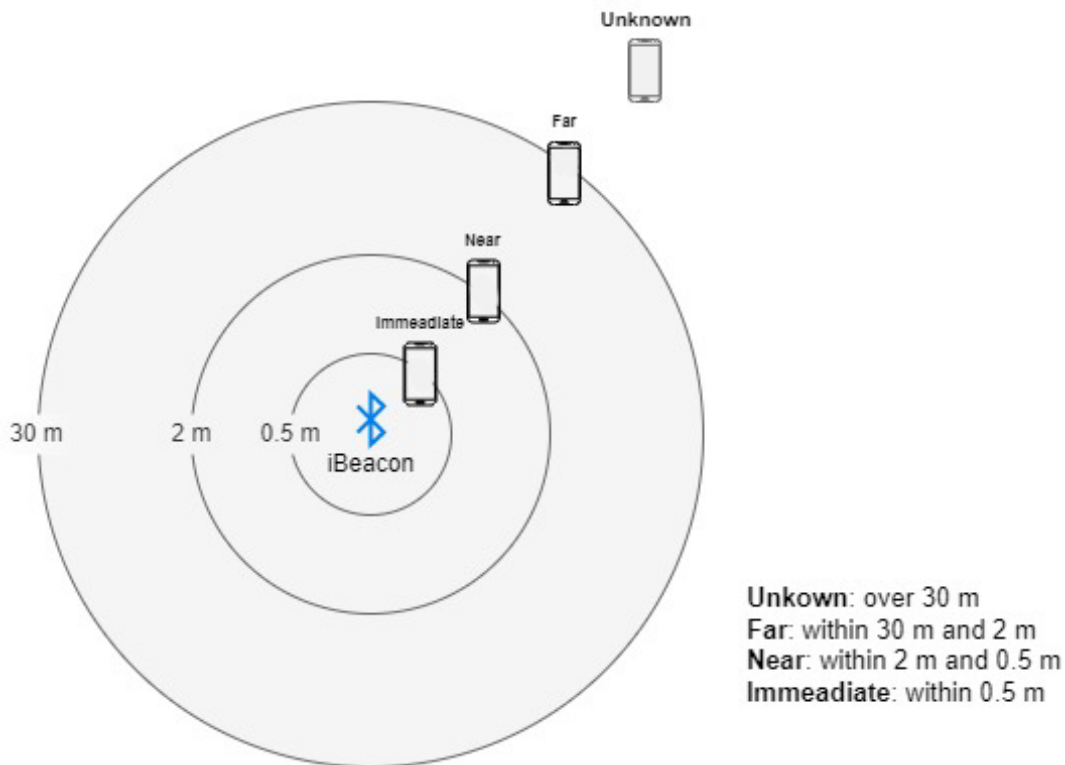 Unknown
Far
Near
Immeadiate
30 m
2 m
0.5 m
iBeacon
Unkown: over 30 m
Far: within 30 m and 2 m
Near: within 2 m and 0.5 m
Immeadiate: within 0.5 m